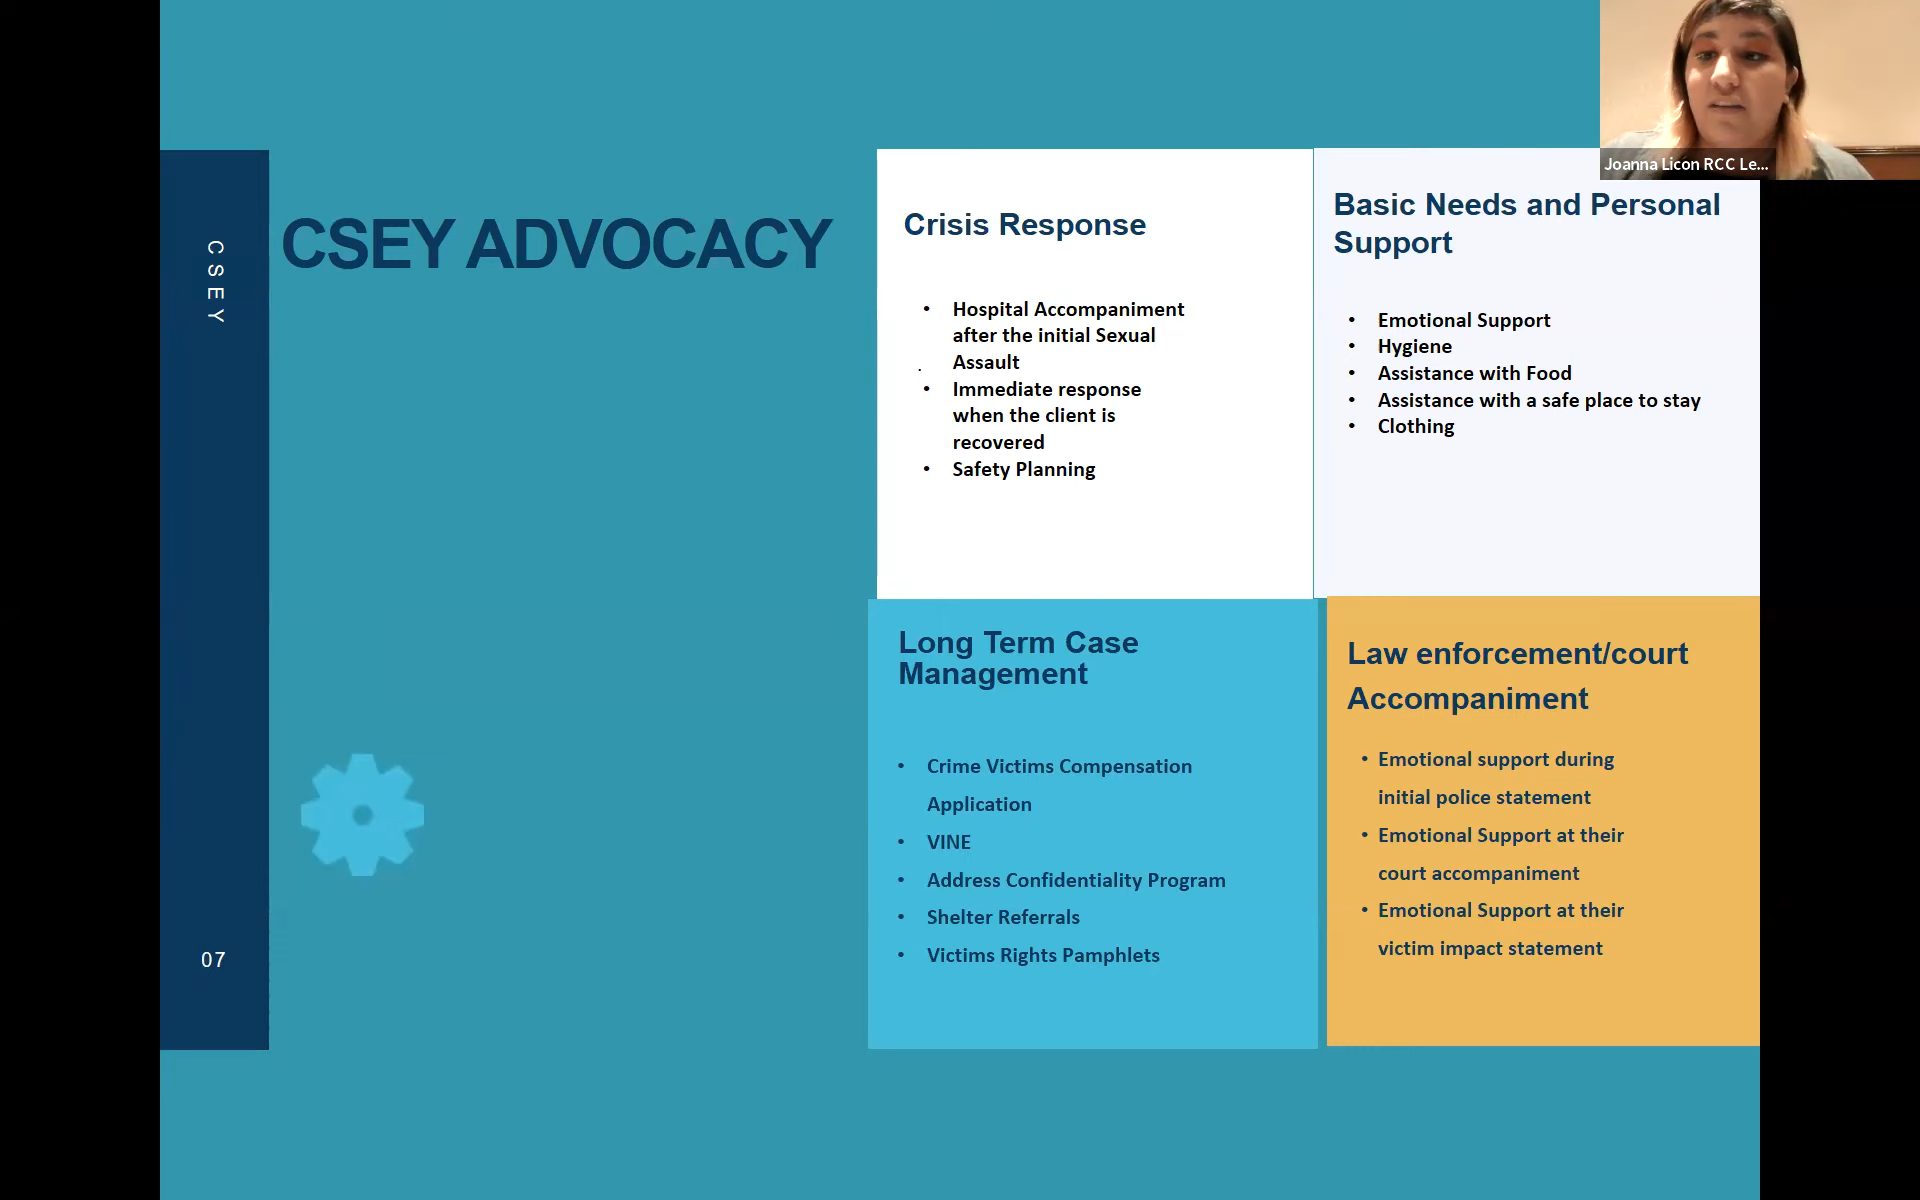 Joanna Licon RCC Le...
CSEY
CSEY ADVOCACY
07
Crisis Response
• Hospital Accompaniment
after the initial Sexual
Assault
• Immediate response
when the client is
recovered
• Safety Planning
Basic Needs and Personal
Support
• Emotional Support
• Hygiene
• Assistance with Food
• Assistance with a safe place to stay
• Clothing
Long Term Case
Management
• Crime Victims Compensation
Application
• VINE
• Address Confidentiality Program
• Shelter Referrals
• Victims Rights Pamphlets
Law enforcement/court
Accompaniment
• Emotional support during
initial police statement
• Emotional Support at their
court accompaniment
• Emotional Support at their
victim impact statement